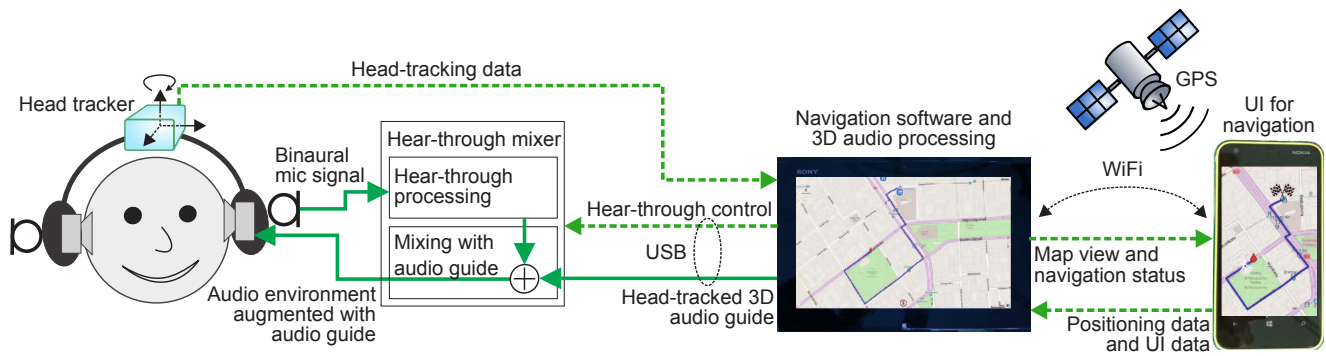 Head tracker
Head-tracking data
Binaural
mic signal
Hear-through mixer
Hear-through
processing
Mixing with
audio guide
Audio environment
augmented with
audio guide
Hear-through control
USB
Head-tracked 3D
audio guide
Navigation software and
3D audio processing
SONY
GPS
WiFi
Map view and
navigation status
Positioning data
and UI data
UI for
navigation
NOKIA